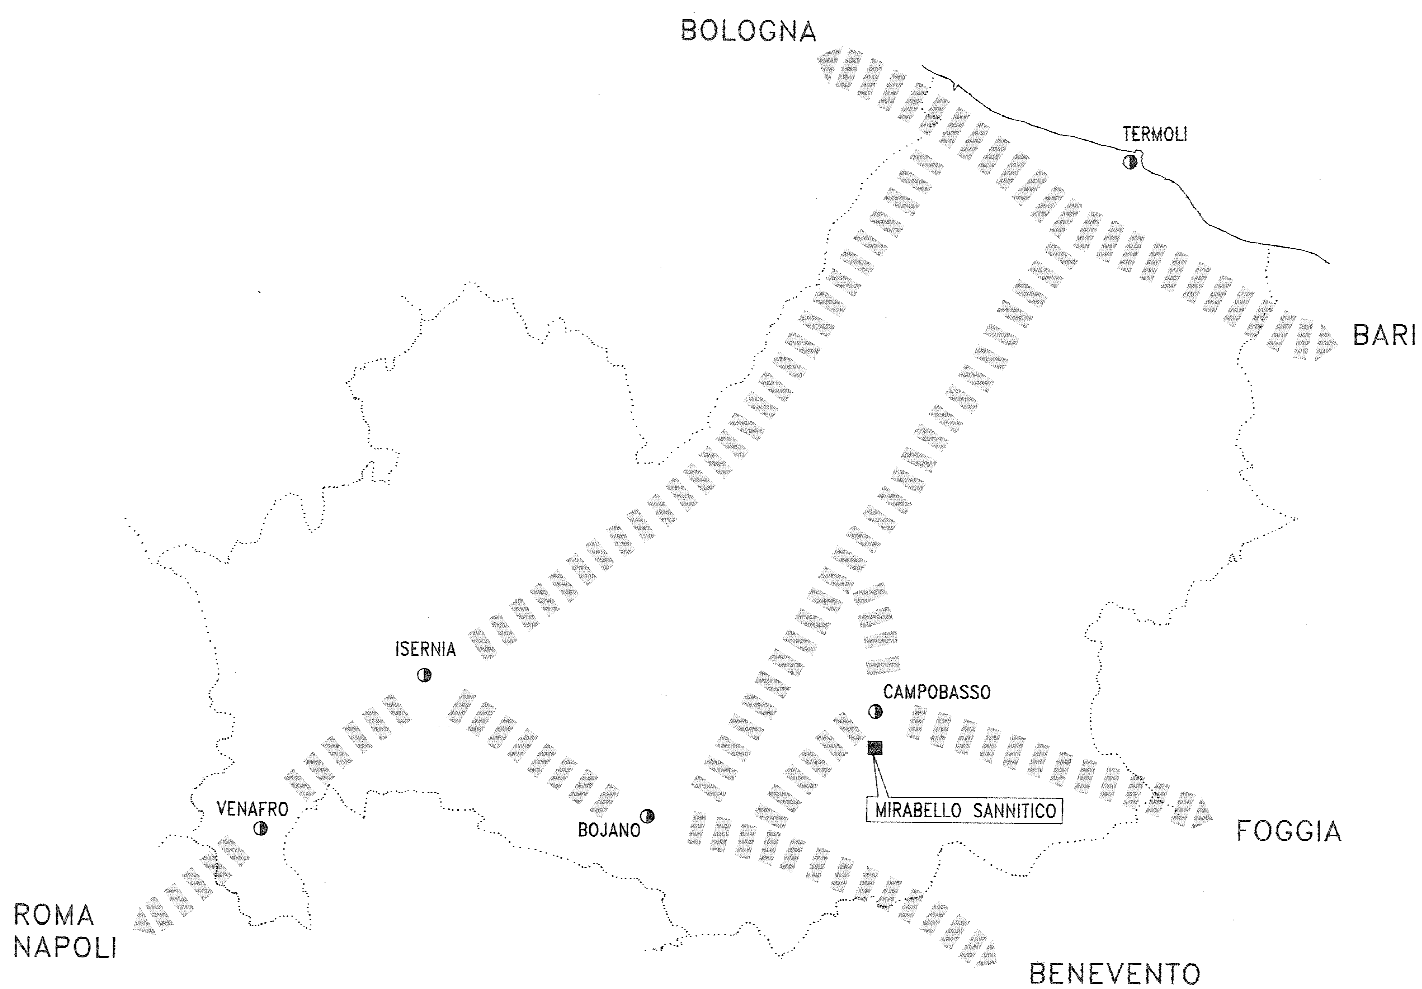 BOLOGNA
TERMOLI
BARI
ISERNIA
CAMPOBASSO
VENAFRO
BOJANO
MIRABELLO SANNITICO
FOGGIA
ROMA
NAPOLI
BENEVENTO